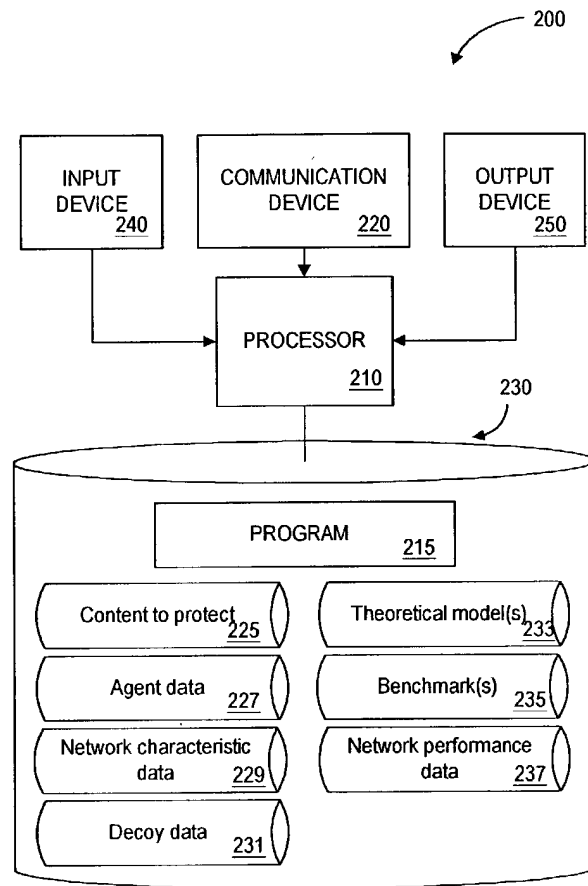 200
INPUT
DEVICE
240
COMMUNICATION
DEVICE
220
OUTPUT
DEVICE
250
PROCESSOR
210
230
PROGRAM
215
Content to protect
225
Theoretical model(s)
233
Agent data
227
Benchmark(s)
235
Network characteristic
data
229
Network performance
data
237
Decoy data
231